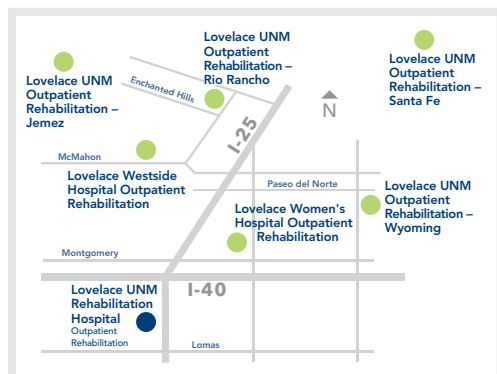 Lovelace UNM
Outpatient
Rehabilitation –
Rio Rancho
Lovelace UNM
Outpatient
Rehabilitation –
Santa Fe
Lovelace UNM
Outpatient
Rehabilitation –
Jemez
Enchanted Hills
N
I-25
McMahon
Lovelace Westside
Hospital Outpatient
Rehabilitation
Paseo del Norte
Lovelace UNM
Outpatient
Rehabilitation –
Wyoming
Lovelace Women's
Hospital Outpatient
Rehabilitation
Montgomery
I-40
Lovelace UNM
Rehabilitation
Hospital
Outpatient
Rehabilitation
Lomas